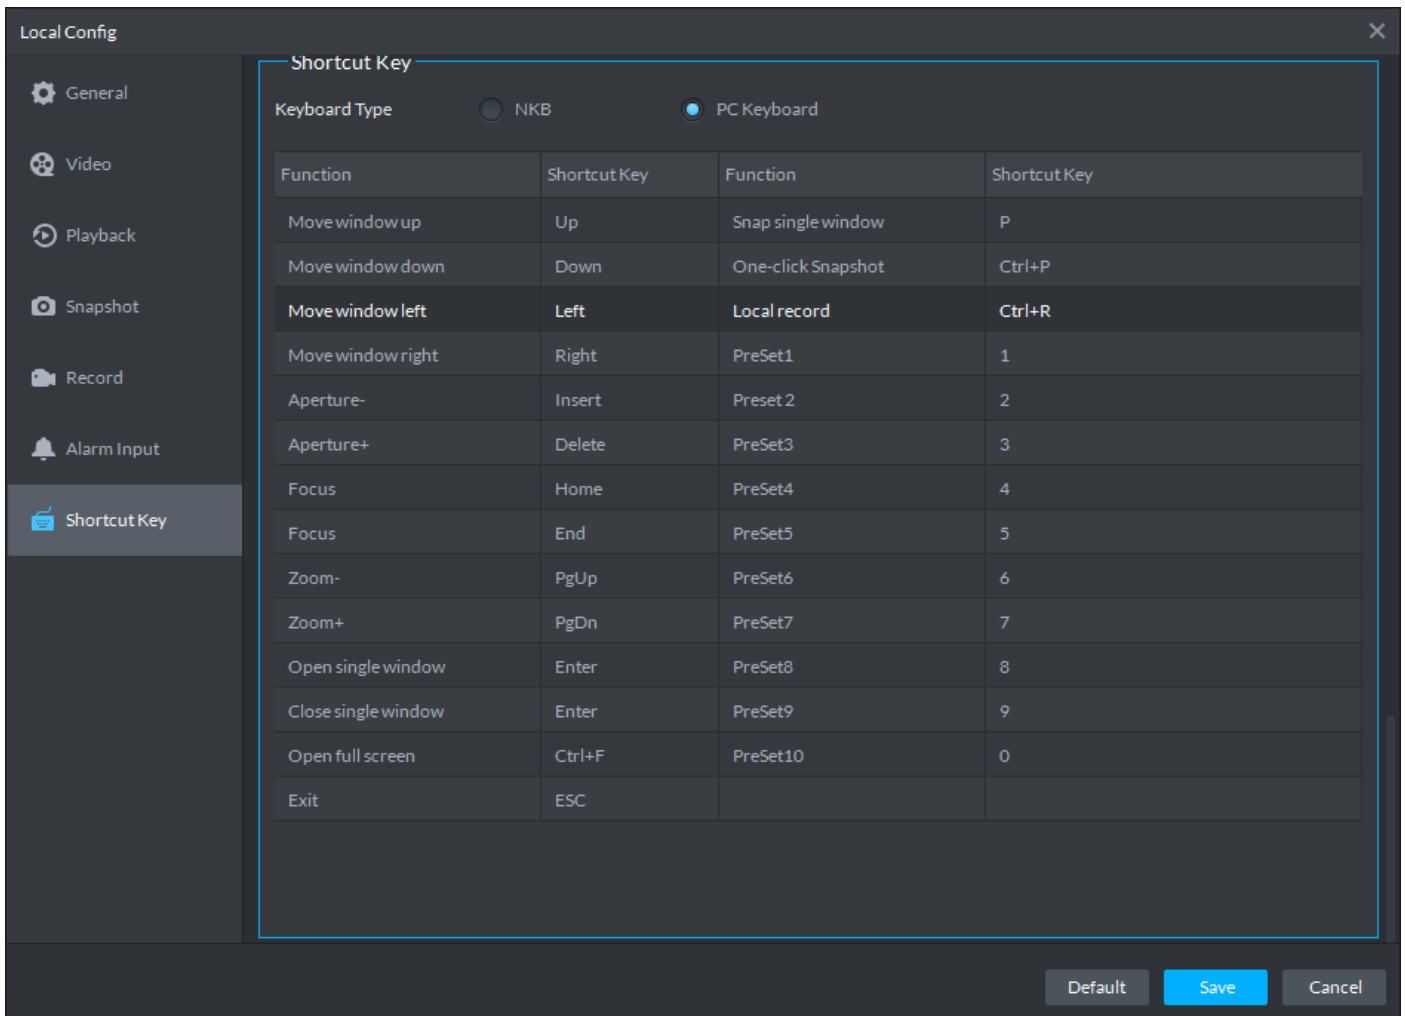 Local Config
General
Video
Playback
Snapshot
Record
Alarm Input
Shortcut Key
Shortcut Key
Keyboard Type NKB PC Keyboard
Function Shortcut Key Function Shortcut Key
Move window up Up Snap single window P
Move window down Down One-click Snapshot Ctrl+P
Move window left Left Local record Ctrl+R
Move window right Right PreSet1 1
Aperture- Insert Preset 2 2
Aperture+ Delete PreSet3 3
Focus Home PreSet4 4
Focus End PreSet5 5
Zoom- PgUp PreSet6 6
Zoom+ PgDn PreSet7 7
Open single window Enter PreSet8 8
Close single window Enter PreSet9 9
Open full screen Ctrl+F PreSet10 0
Exit ESC
Default Save Cancel